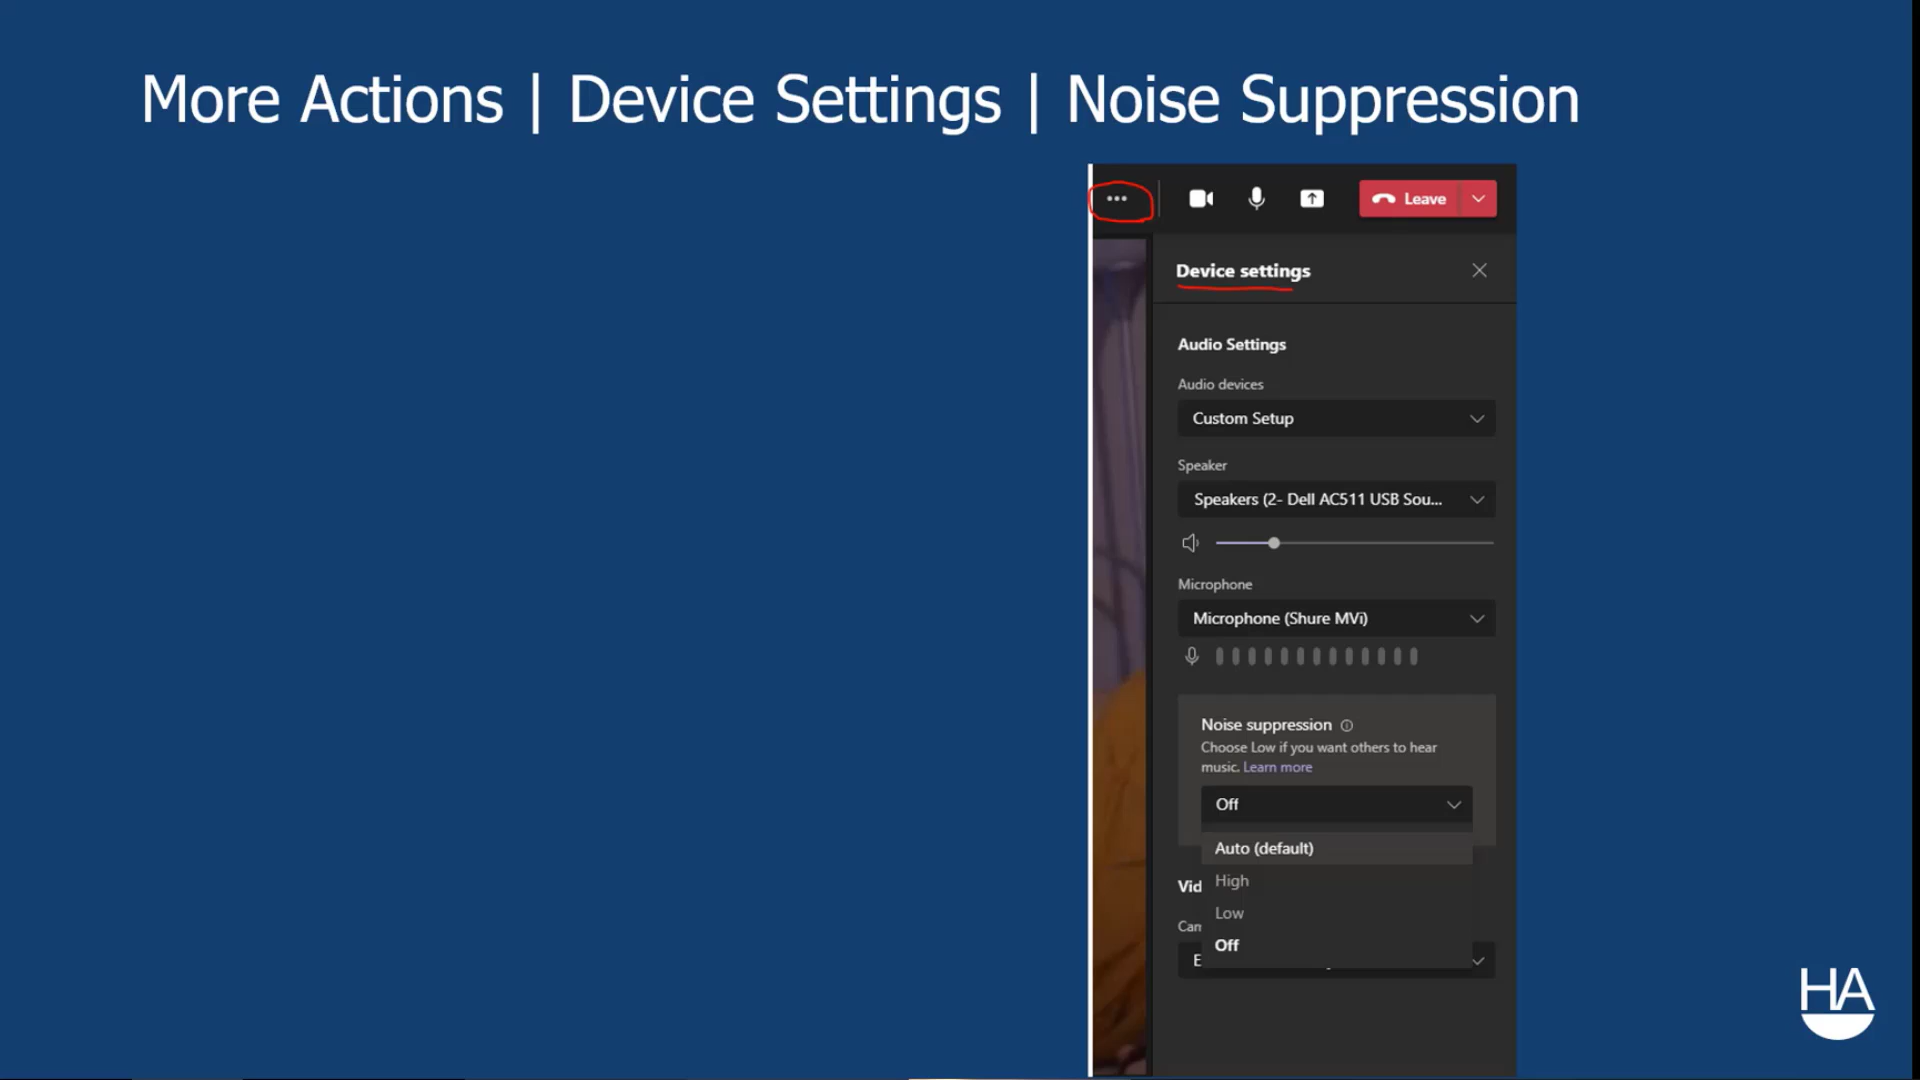 More Actions | Device Settings | Noise Suppression
Leave
Device settings
Audio Settings
Audio devices
Custom Setup
Speaker
Speakers (2- Dell AC511 USB Sou...
Microphone
Microphone (Shure MVi)
Noise suppression
Choose Low if you want others to hear
music. Learn more
Off
Auto (default)
High
Low
Off
HA